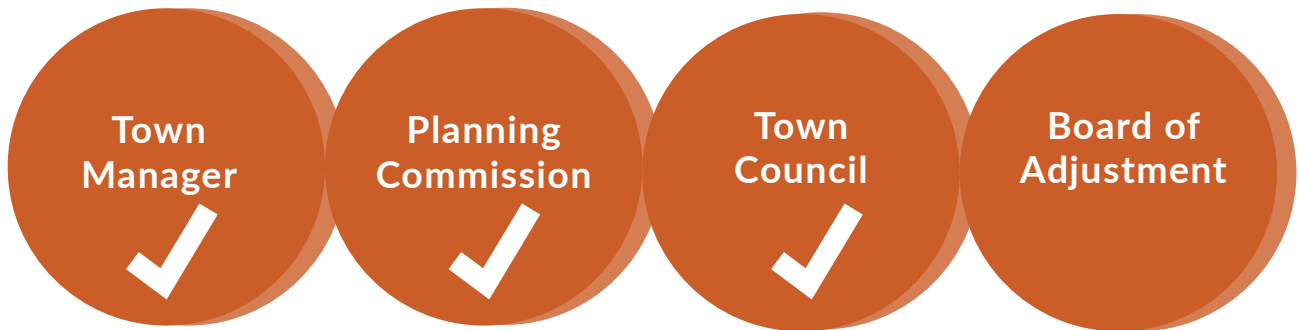 Town
Manager
Planning
Commission
Town
Council
Board of
Adjustment